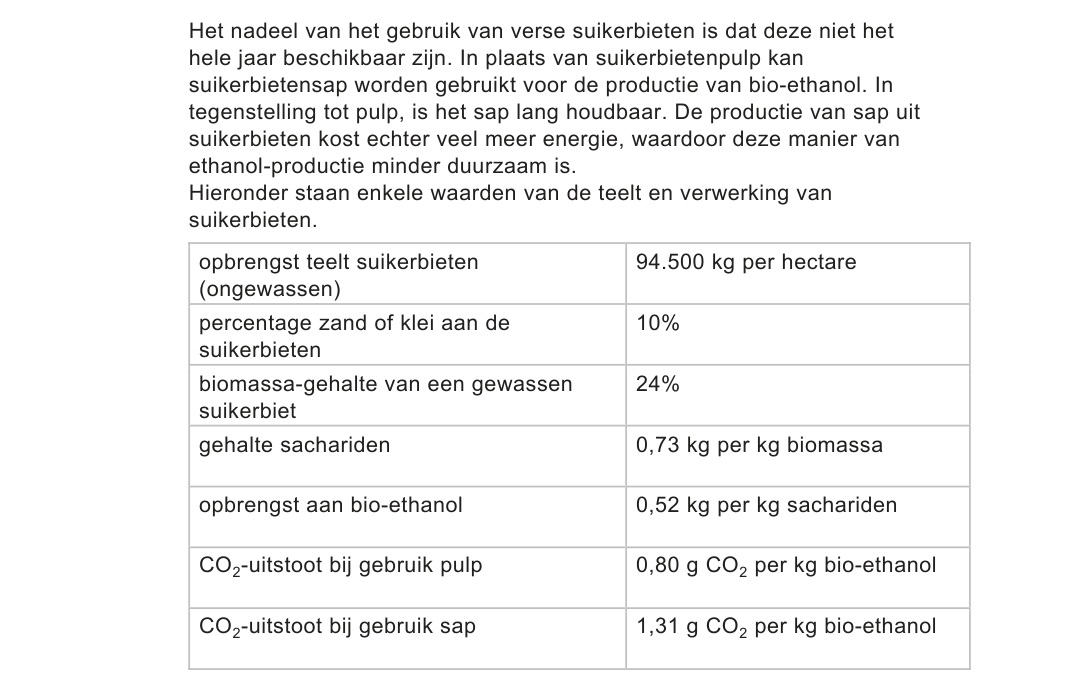 Het nadeel van het gebruik van verse suikerbieten is dat deze niet het
hele jaar beschikbaar zijn. In plaats van suikerbietenpulp kan
suikerbietensap worden gebruikt voor de productie van bio-ethanol. In
tegenstelling tot pulp, is het sap lang houdbaar. De productie van sap uit
suikerbieten kost echter veel meer energie, waardoor deze manier van
ethanol-productie minder duurzaam is.
Hieronder staan enkele waarden van de teelt en verwerking van
suikerbieten.
opbrengst teelt suikerbieten 94.500 kg per hectare
(ongewassen)
percentage zand of klei aan de 10%
suikerbieten
biomassa-gehalte van een gewassen 24%
suikerbiet
gehalte sachariden 0,73 kg per kg biomassa
opbrengst aan bio-ethanol 0,52 kg per kg sachariden
CO₂-uitstoot bij gebruik pulp 0,80 g CO₂ per kg bio-ethanol
CO₂-uitstoot bij gebruik sap 1,31 g CO₂ per kg bio-ethanol